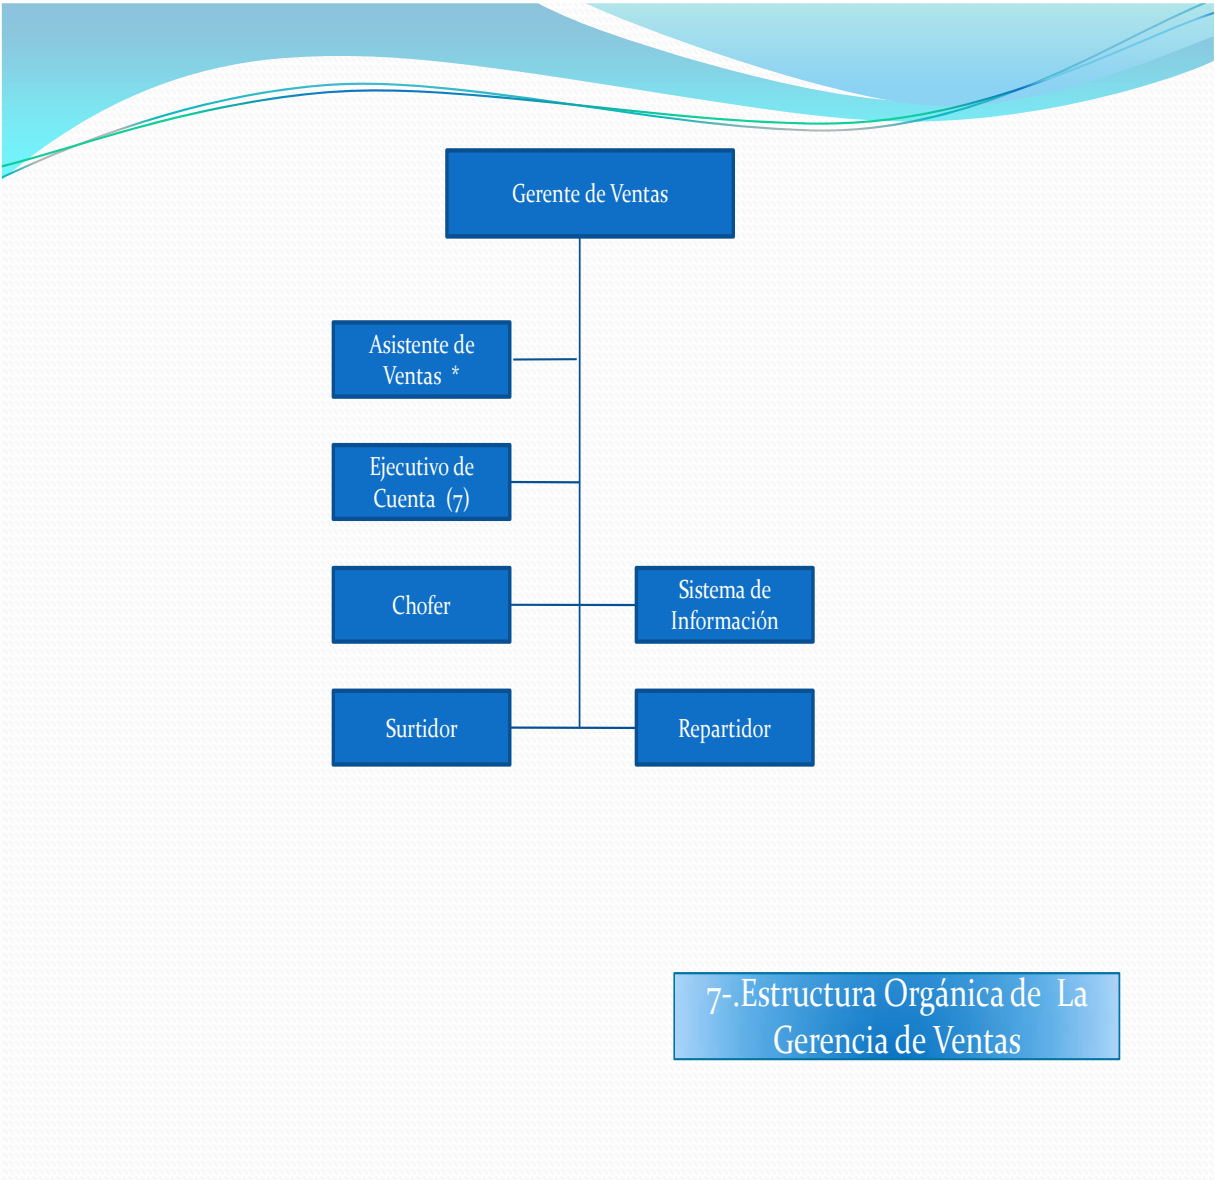 Gerente de Ventas
Asistente de
Ventas *
Ejecutivo de
Cuenta (7)
Chofer
Sistema de
Información
Surtidor
Repartidor
7-.Estructura Orgánica de La
Gerencia de Ventas